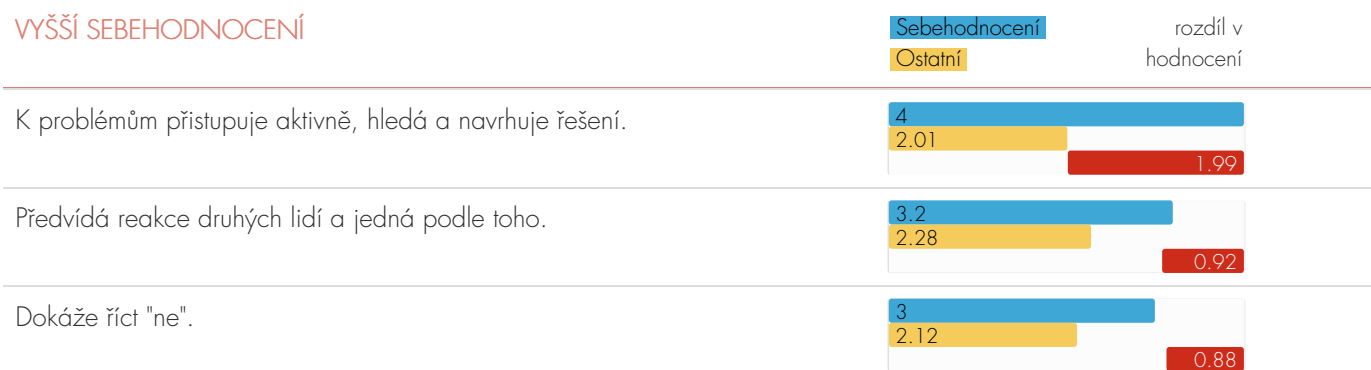 VYŠŠÍ SEBEHODNOCENÍ
Sebehodnocení
Ostatní
rozdíl v
hodnocení
K problémům přistupuje aktivně, hledá a navrhuje řešení.
4
2.01
1.99
Předvídá reakce druhých lidí a jedná podle toho.
3.2
2.28
0.92
Dokáže říct "ne".
3
2.12
0.88